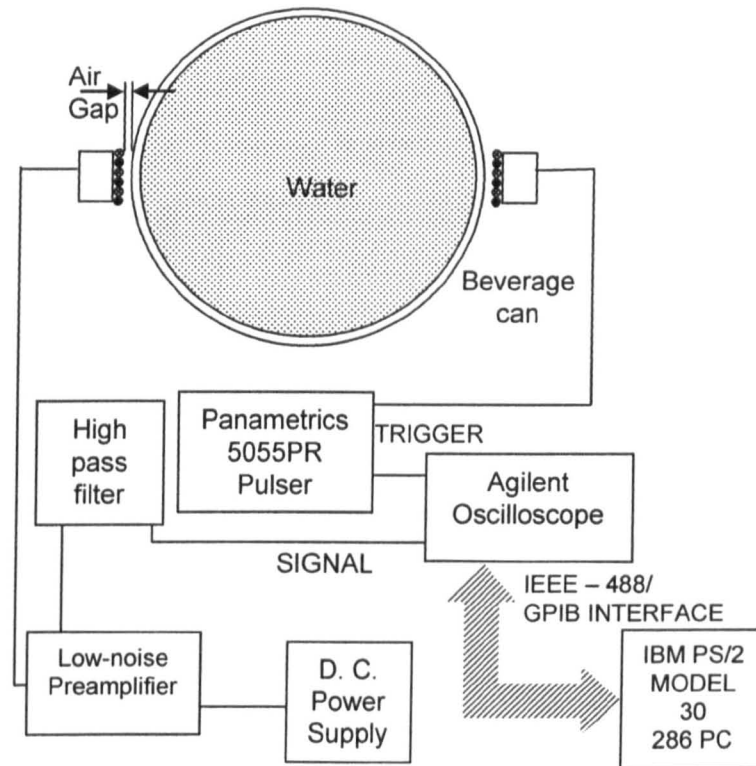 Air
Gap
Water
Beverage
can
High
pass
filter
Panametrics
5055PR
Pulser
TRIGGER
Agilent
Oscilloscope
SIGNAL
IEEE – 488/
GPIB INTERFACE
Low-noise
Preamplifier
D. C.
Power
Supply
IBM PS/2
MODEL
30
286 PC